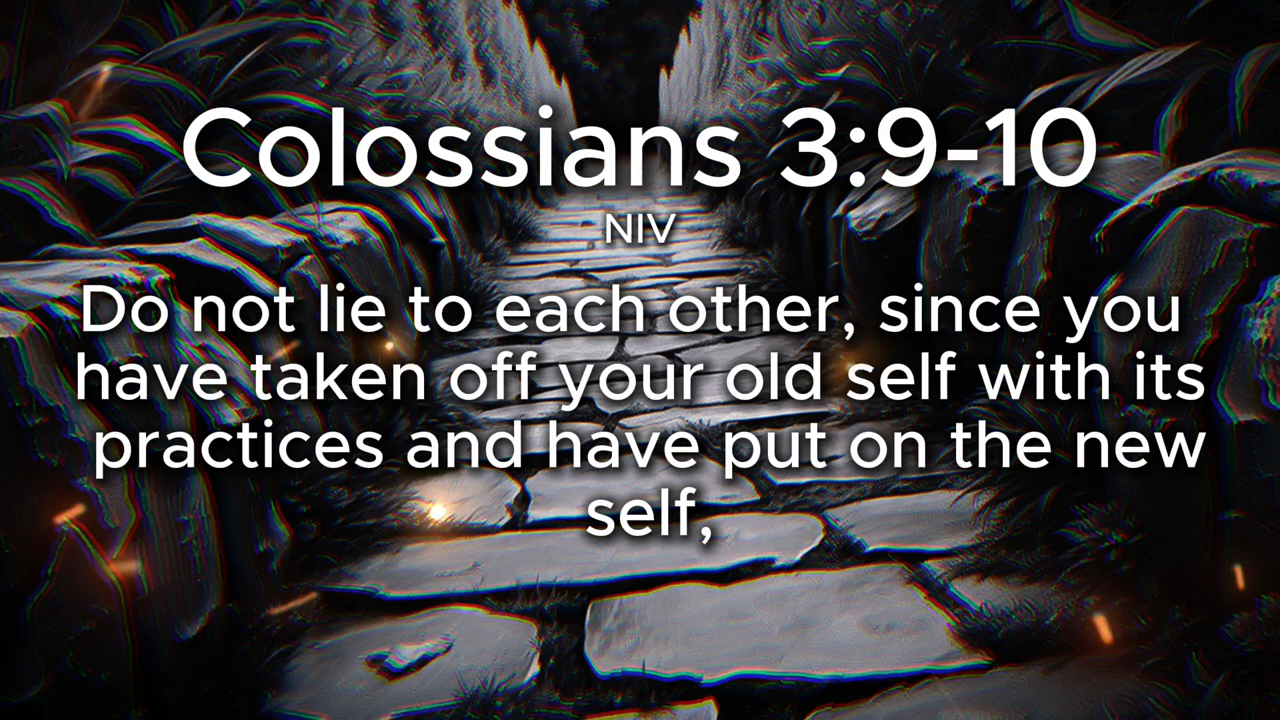 Colossians 3:9-10
NIV
Do not lie to each other, since you
have taken off your old self with its
practices and have put on the new
self,